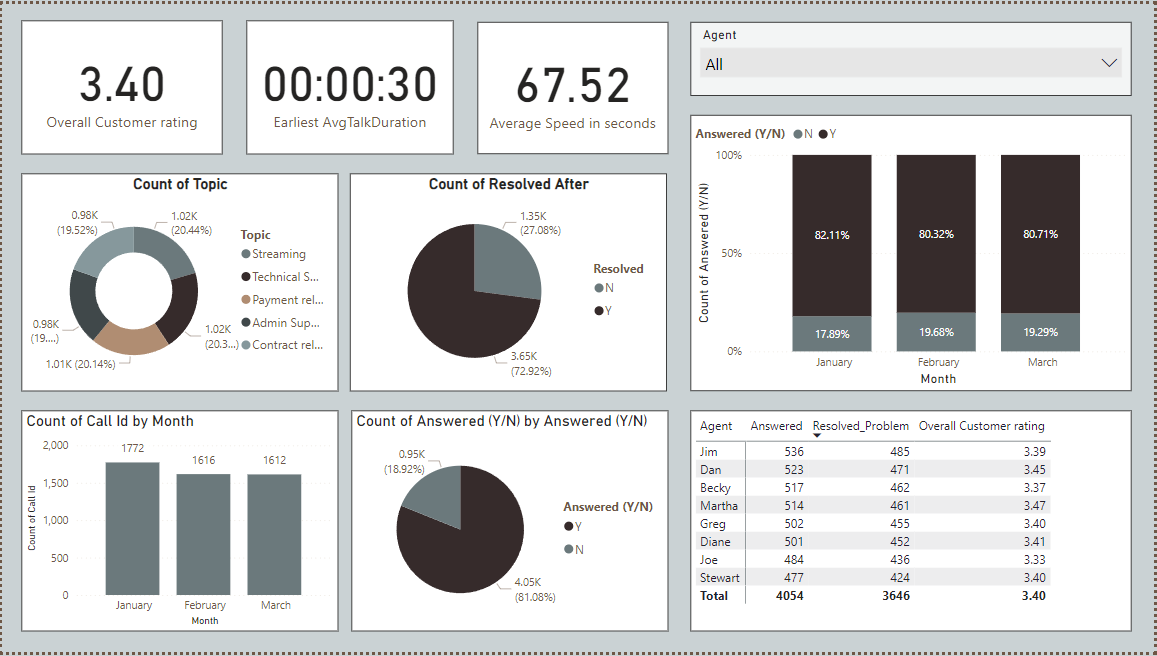 3.40
Overall Customer rating
00:00:30
Earliest AvgTalkDuration
67.52
Average Speed in seconds
Agent
All
Count of Topic
0.98K
(19.52%)
1.02K
(20.44%)
0.98K
(19....)
1.02K
(20.3...)
1.01K (20.14%)
Topic
Streaming
Technical S...
Payment rel...
Admin Sup...
Contract rel...
Count of Resolved After
1.35K
(27.08%)
3.65K
(72.92%)
Resolved
N
Y
Answered (Y/N) N Y
Count of Answered (Y/N)
100%
50%
0%
82.11% 80.32% 80.71%
17.89% 19.68% 19.29%
January February March
Month
Count of Call Id by Month
Count of Call Id
2,000
1,500
1,000
500
0
1772 1616 1612
January February March
Month
Count of Answered (Y/N) by Answered (Y/N)
0.95K
(18.92%)
4.05K
(81.08%)
Answered (Y/N)
Y
N
Agent Answered Resolved_Problem Overall Customer rating
Jim 536 485 3.39
Dan 523 471 3.45
Becky 517 462 3.37
Martha 514 461 3.47
Greg 502 455 3.40
Diane 501 452 3.41
Joe 484 436 3.33
Stewart 477 424 3.40
Total 4054 3646 3.40